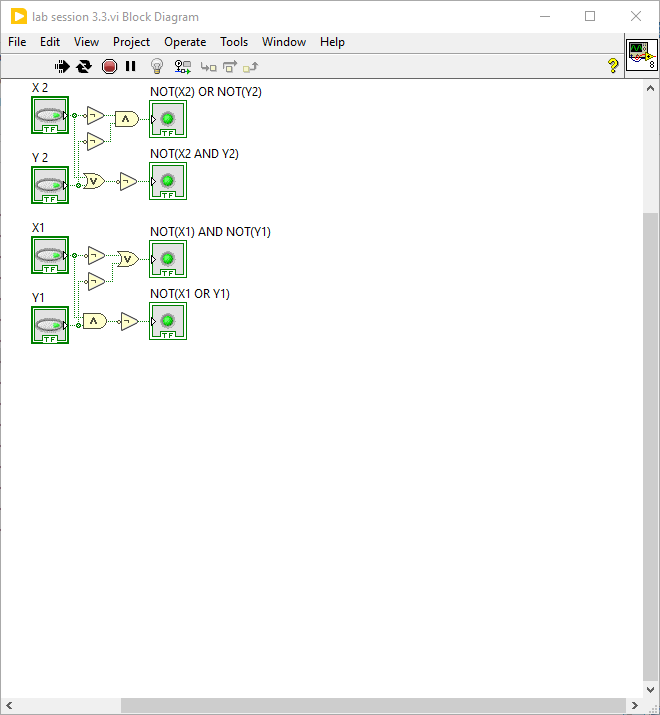 lab session 3.3.vi Block Diagram
File Edit View Project Operate Tools Window Help
8
X 2
NOT(X2) OR NOT(Y2)
TF
TF
Y 2
NOT(X2 AND Y2)
TF
TF
X1
NOT(X1) AND NOT(Y1)
TF
TF
Y1
NOT(X1 OR Y1)
TF
TF